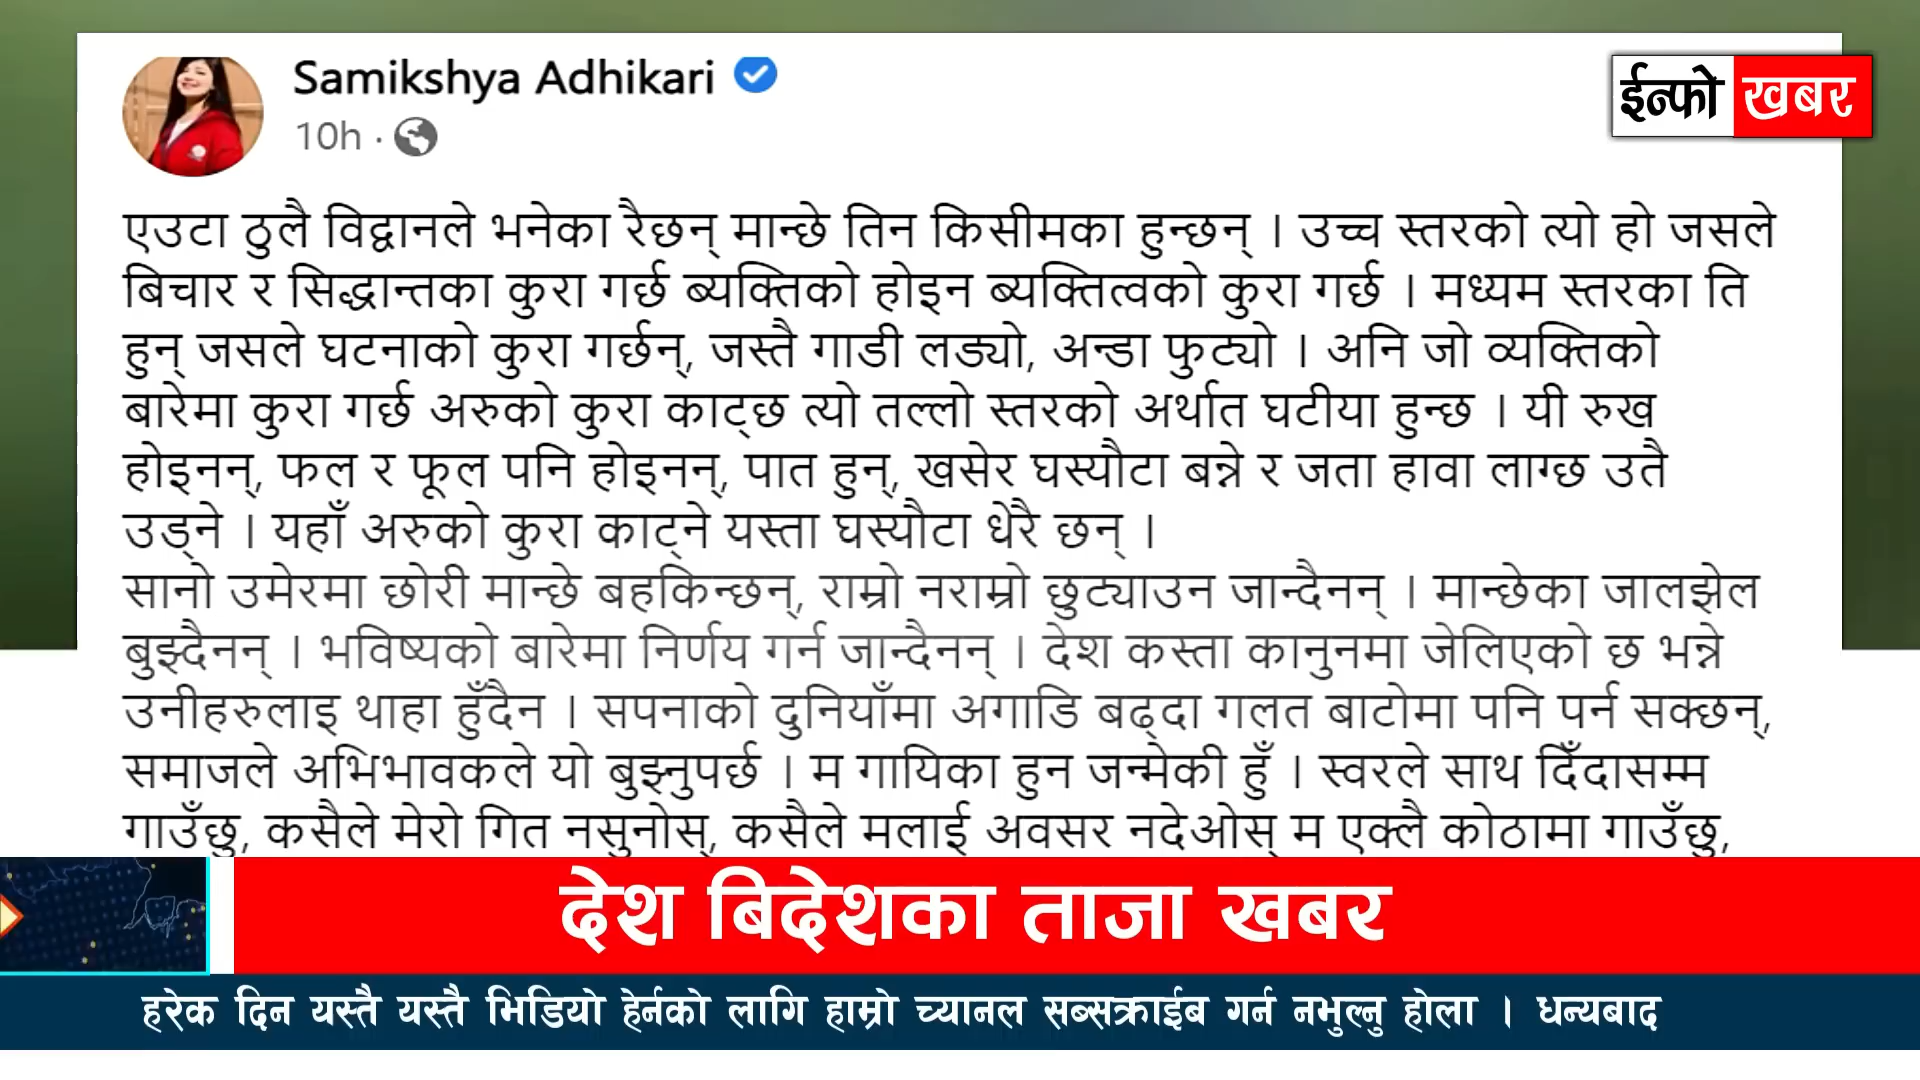 Samikshya Adhikari
10h ·
ईन्फो खबर
एउटा ठुलै विद्वानले भनेका रैछन् मान्छे तिन किसीमका हुन्छन् । उच्च स्तरको त्यो हो जसले
बिचार र सिद्धान्तका कुरा गर्छ ब्यक्तिको होइन ब्यक्तित्वको कुरा गर्छ । मध्यम स्तरका ति
हुन् जसले घटनाको कुरा गर्छन्, जस्तै गाडी लड्यो, अन्डा फुट्यो । अनि जो व्यक्तिको
बारेमा कुरा गर्छ अरुको कुरा काट्छ त्यो तल्लो स्तरको अर्थात घटीया हुन्छ । यी रुख
होइनन्, फल र फूल पनि होइनन्, पात हुन्, खसेर घस्यौटा बन्ने र जता हावा लाग्छ उतै
उड्ने । यहाँ अरुको कुरा काट्ने यस्ता घस्यौटा धेरै छन् ।
सानो उमेरमा छोरी मान्छे बहकिन्छन्, राम्रो नराम्रो छुट्याउन जान्दैनन् । मान्छेका जालझेल
बुझ्दैनन् । भविष्यको बारेमा निर्णय गर्न जान्दैनन् । देश कस्ता कानुनमा जेलिएको छ भन्ने
उनीहरुलाइ थाहा हुँदैन । सपनाको दुनियाँमा अगाडि बढ्दा गलत बाटोमा पनि पर्न सक्छन्,
समाजले अभिभावकले यो बुझ्नुपर्छ । म गायिका हुन जन्मेकी हुँ । स्वरले साथ दिँदासम्म
गाउँछु, कसैले मेरो गित नसुनोस्, कसैले मलाई अवसर नदेओस् म एक्लै कोठामा गाउँछु,
देश बिदेशका ताजा खबर
हरेक दिन यस्तै यस्तै भिडियो हेर्नको लागि हाम्रो च्यानल सब्सक्राईब गर्न नभुल्नु होला । धन्यबाद